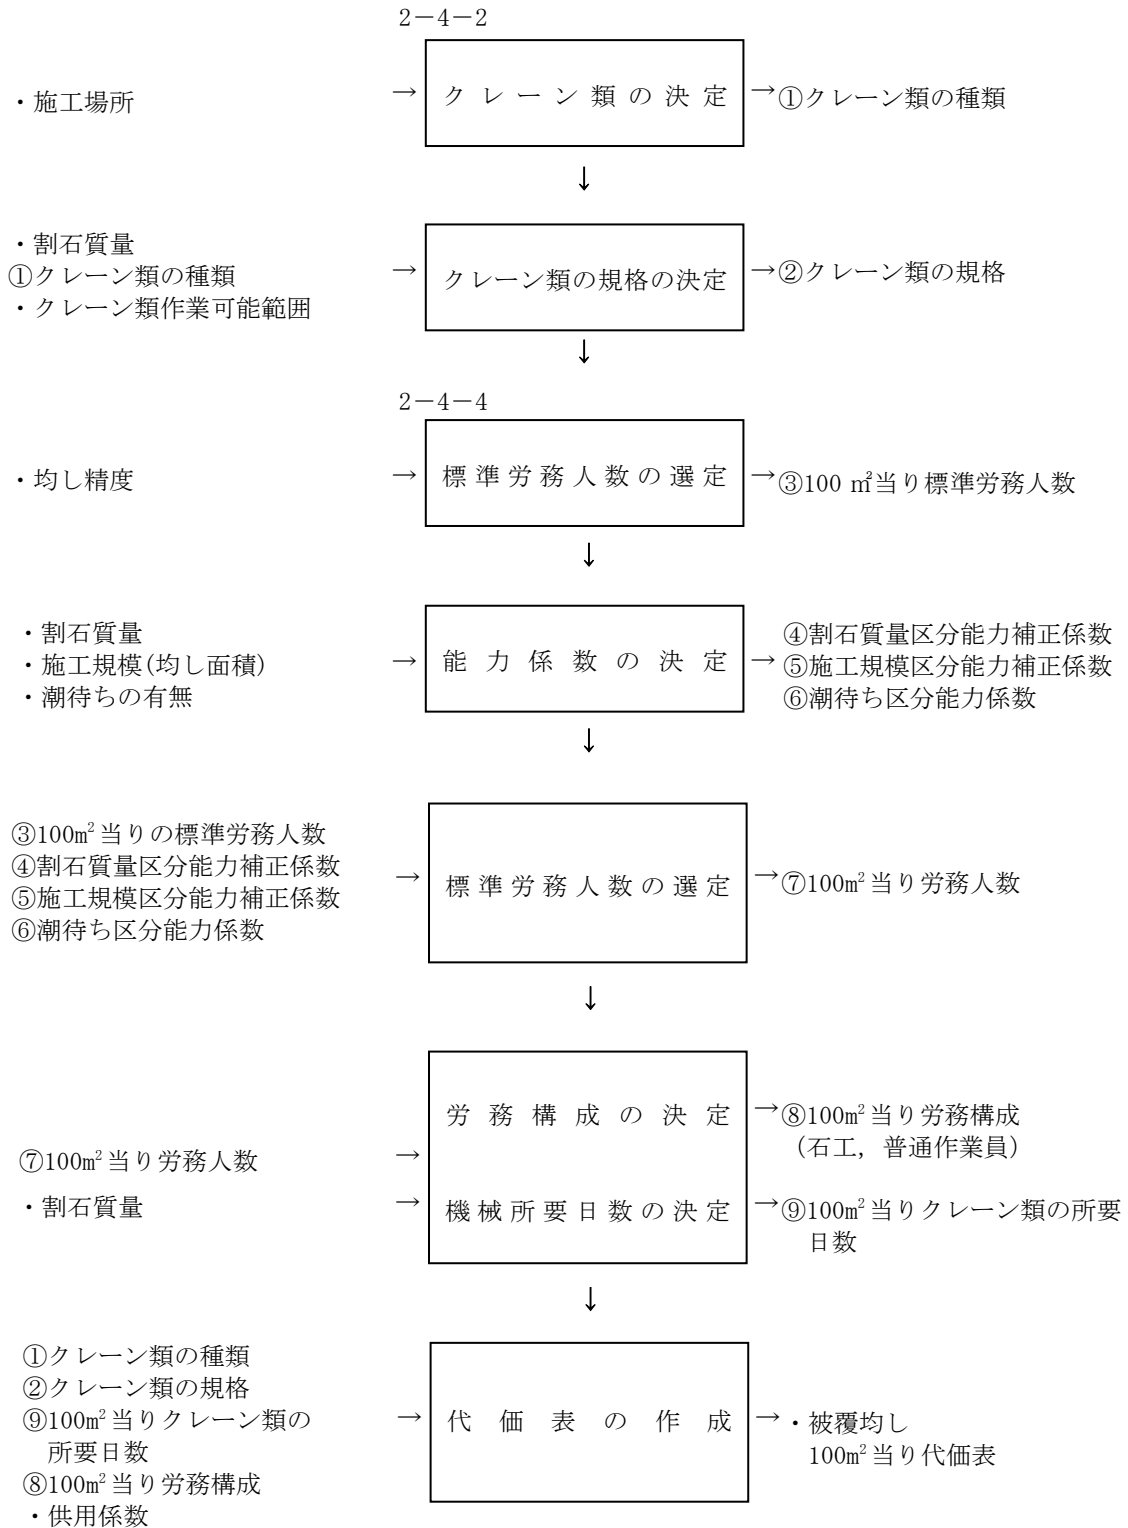 2－4－2
・施工場所
→
クレーン類の決定
→①クレーン類の種類
↓
・割石質量
①クレーン類の種類
・クレーン類作業可能範囲
→
クレーン類の規格の決定
→②クレーン類の規格
↓
2－4－4
・均し精度
→
標準労務人数の選定
→③100 ㎡当り標準労務人数
↓
・割石質量
・施工規模(均し面積)
・潮待ちの有無
→
能力係数の決定
→
④割石質量区分能力補正係数
⑤施工規模区分能力補正係数
⑥潮待ち区分能力係数
↓
③100m²当りの標準労務人数
④割石質量区分能力補正係数
⑤施工規模区分能力補正係数
⑥潮待ち区分能力係数
→
標準労務人数の選定
→⑦100m²当り労務人数
↓
⑦100m²当り労務人数
→
・割石質量
→
労務構成の決定
→⑧100m²当り労務構成
（石工，普通作業員）
機械所要日数の決定
→⑨100m²当りクレーン類の所要
日数
↓
①クレーン類の種類
②クレーン類の規格
⑨100m²当りクレーン類の
所要日数
⑧100m²当り労務構成
・供用係数
→
代価表の作成
→・被覆均し
100m²当り代価表